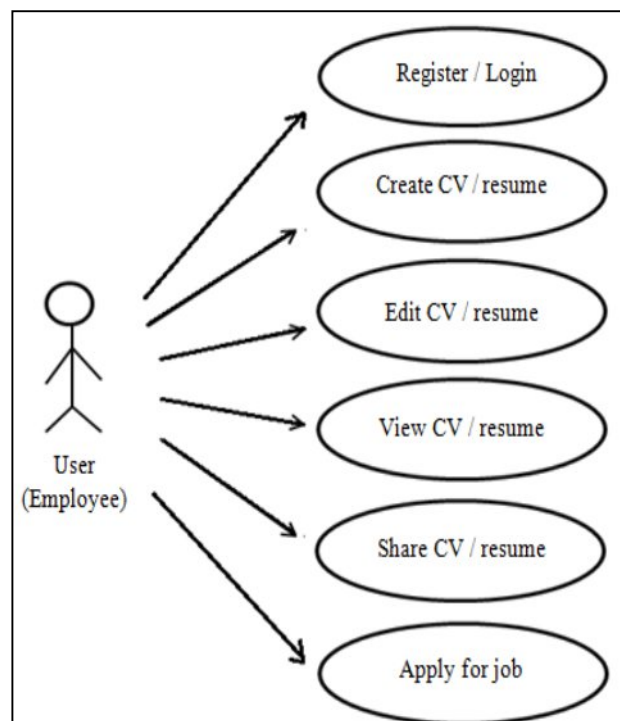 Register / Login
Create CV / resume
Edit CV / resume
View CV / resume
Share CV / resume
Apply for job
User
(Employee)